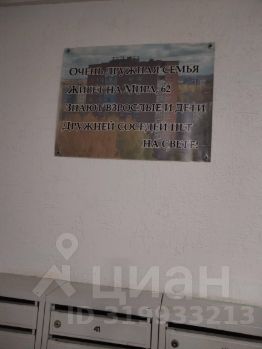 Очень дружная семья
Живет на Мира, 62
Знают взрослые и дети
Дружней соседей нет
на свете
41
циан
ID 319933213